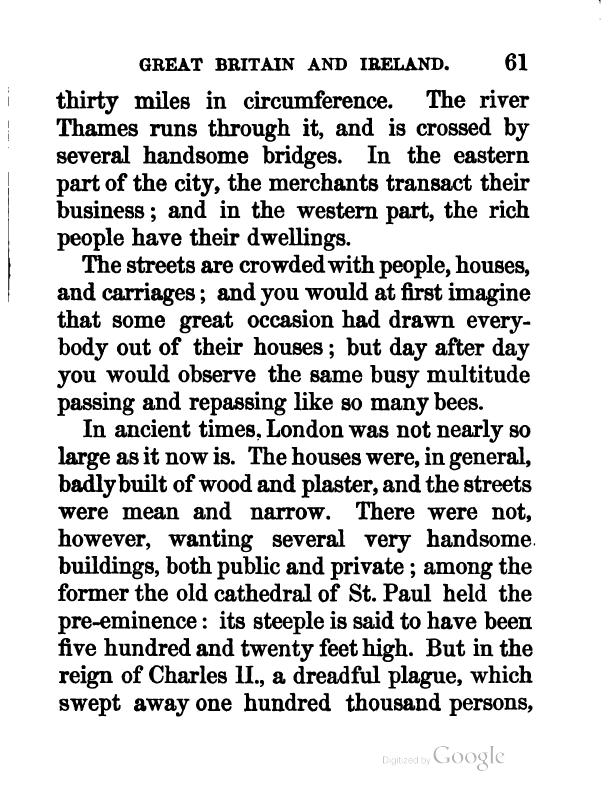 GREAT BRITAIN AND IRELAND. 61
thirty miles in circumference. The river
Thames runs through it, and is crossed by
several handsome bridges. In the eastern
part of the city, the merchants transact their
business; and in the western part, the rich
people have their dwellings.
The streets are crowded with people, houses,
and carriages; and you would at first imagine
that some great occasion had drawn every-
body out of their houses; but day after day
you would observe the same busy multitude
passing and repassing like so many bees.
In ancient times, London was not nearly so
large as it now is. The houses were, in general,
badly built of wood and plaster, and the streets
were mean and narrow. There were not,
however, wanting several very handsome
buildings, both public and private; among the
former the old cathedral of St. Paul held the
pre-eminence: its steeple is said to have been
five hundred and twenty feet high. But in the
reign of Charles II., a dreadful plague, which
swept away one hundred thousand persons,
Digitized by Google